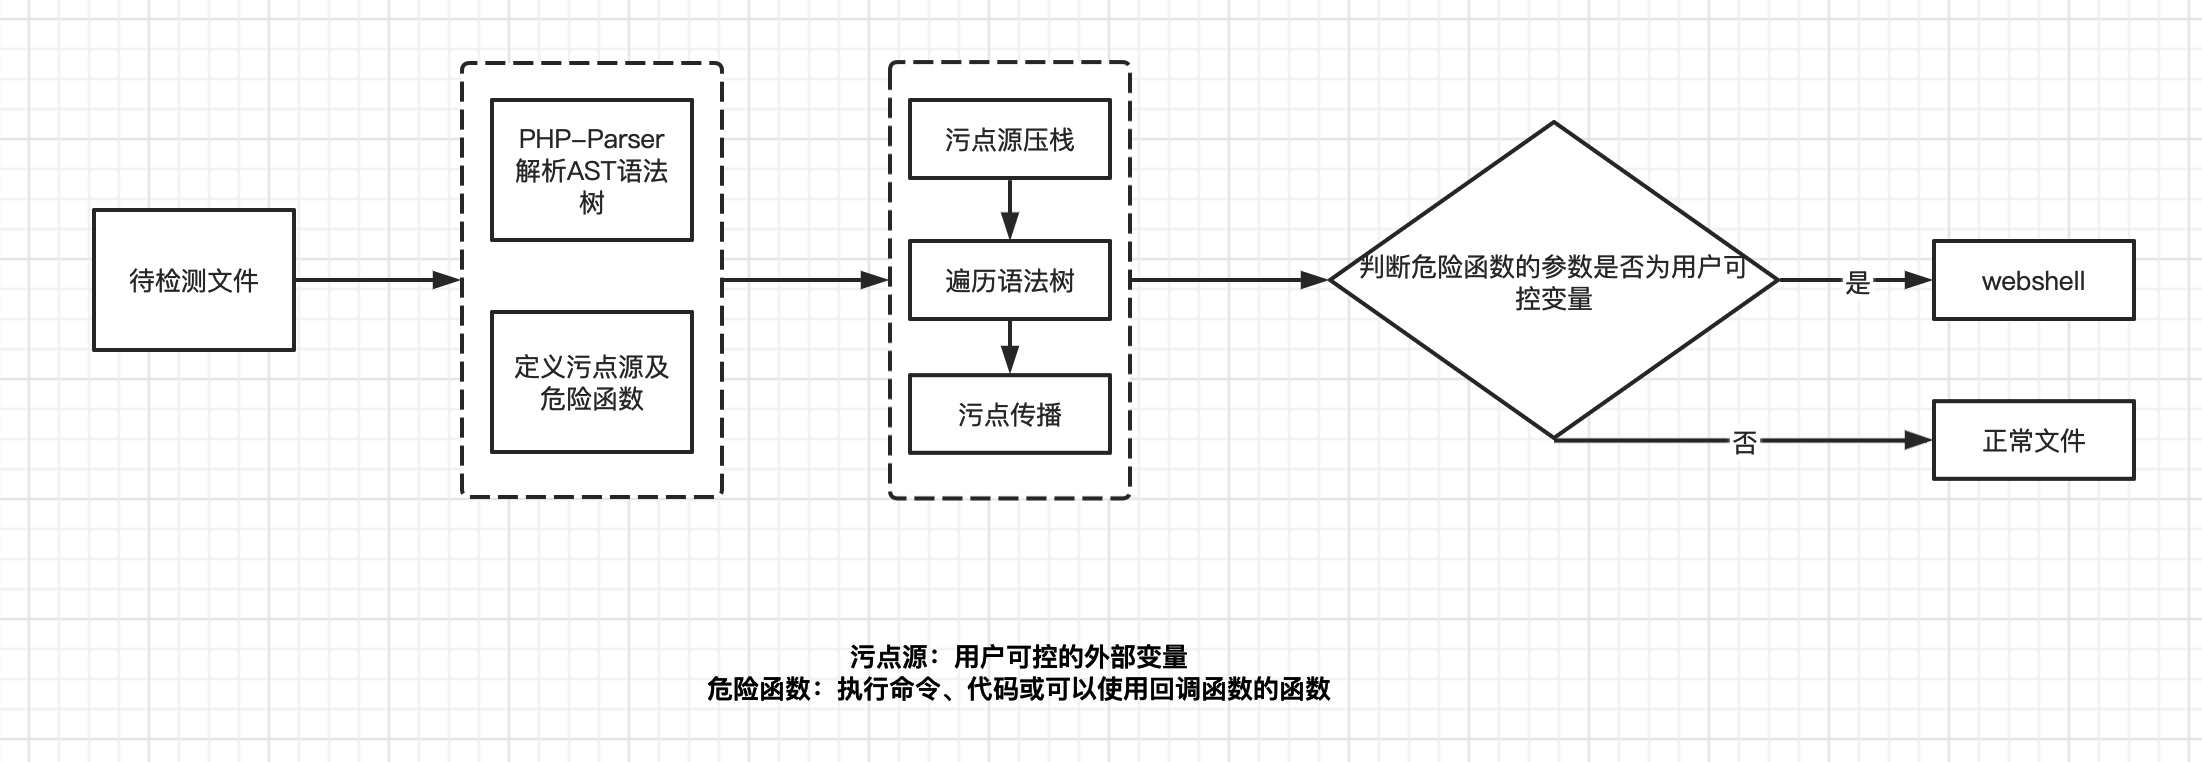 待检测文件
PHP-Parser
解析AST语法
树
定义污点源及
危险函数
污点源压栈
遍历语法树
污点传播
判断危险函数的参数是否为用户可
控变量
是
webshell
否
正常文件
污点源：用户可控的外部变量
危险函数：执行命令、代码或可以使用回调函数的函数